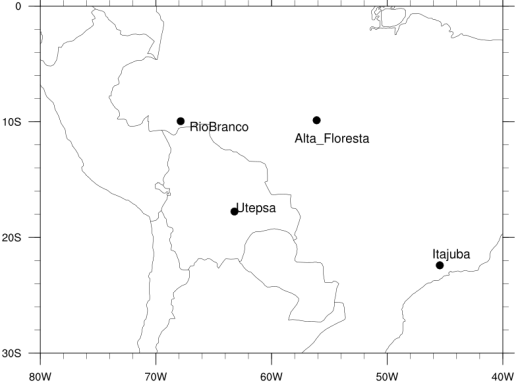 0
RioBranco
10S
Alta_Floresta
Utepsa
20S
Itajuba
30S
80W 70W 60W 50W 40W